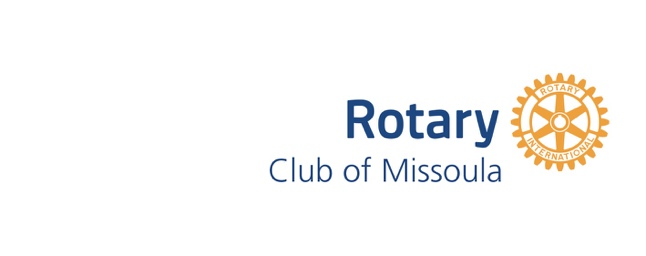 Rotary
Club of Missoula
ROTARY
INTERNATIONAL